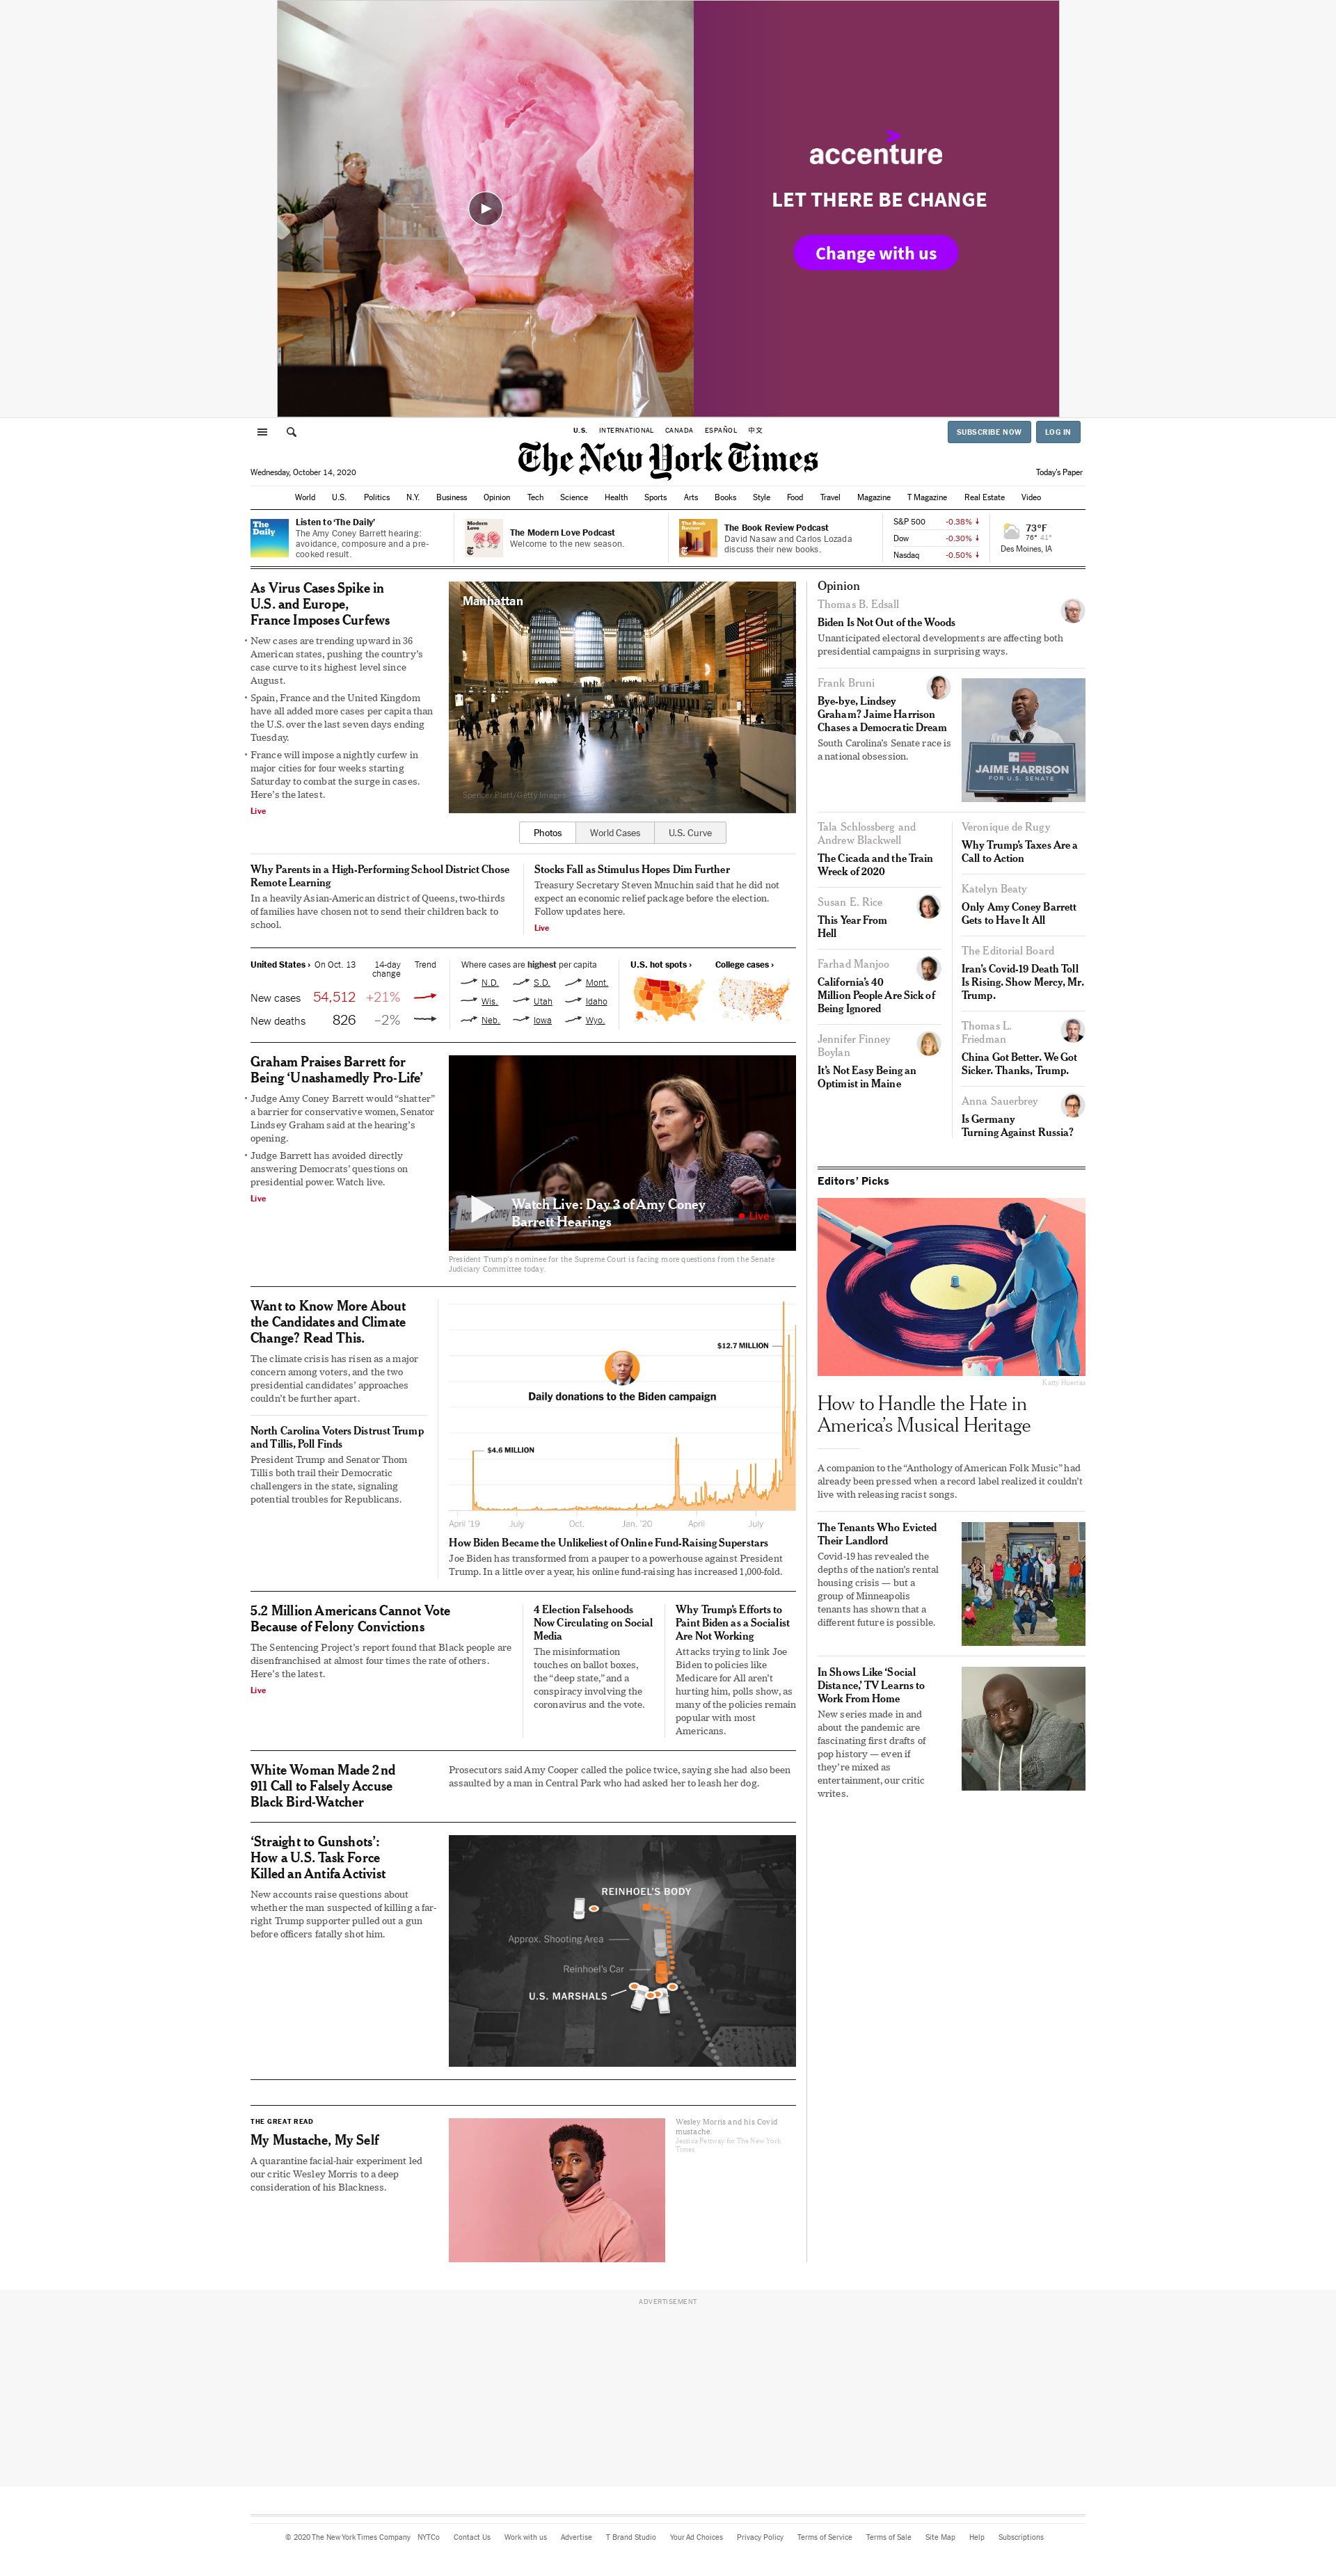 accenture
LET THERE BE CHANGE
Change with us
U.S. INTERNATIONAL CANADA ESPAÑOL 中文
SUBSCRIBE NOW LOG IN
The New York Times
Wednesday, October 14, 2020
Today's Paper
World U.S. Politics N.Y. Business Opinion Tech Science Health Sports Arts Books Style Food Travel Magazine T Magazine Real Estate Video
The Daily
Listen to 'The Daily'
The Amy Coney Barrett hearing:
avoidance, composure and a pre-
cooked result.
Modern Love
The Modern Love Podcast
Welcome to the new season.
The Book Review
The Book Review Podcast
David Nasaw and Carlos Lozada
discuss their new books.
S&P 500 -0.38%
Dow -0.30%
Nasdaq -0.50%
73°F
76° 41°
Des Moines, IA
As Virus Cases Spike in
U.S. and Europe,
France Imposes Curfews
• New cases are trending upward in 36
American states, pushing the country's
case curve to its highest level since
August.
• Spain, France and the United Kingdom
have all added more cases per capita than
the U.S. over the last seven days ending
Tuesday.
• France will impose a nightly curfew in
major cities for four weeks starting
Saturday to combat the surge in cases.
Here's the latest.
Live
Manhattan
Spencer Platt/Getty Images
Photos World Cases U.S. Curve
Why Parents in a High-Performing School District Chose
Remote Learning
In a heavily Asian-American district of Queens, two-thirds
of families have chosen not to send their children back to
school.
Stocks Fall as Stimulus Hopes Dim Further
Treasury Secretary Steven Mnuchin said that he did not
expect an economic relief package before the election.
Follow updates here.
Live
United States › On Oct. 13 14-day change Trend
New cases 54,512 +21%
New deaths 826 –2%
Where cases are highest per capita
N.D. S.D. Mont.
Wis. Utah Idaho
Neb. Iowa Wyo.
U.S. hot spots › College cases ›
Graham Praises Barrett for
Being 'Unashamedly Pro-Life'
• Judge Amy Coney Barrett would "shatter"
a barrier for conservative women, Senator
Lindsey Graham said at the hearing's
opening.
• Judge Barrett has avoided directly
answering Democrats' questions on
presidential power. Watch live.
Live
Watch Live: Day 3 of Amy Coney
Barrett Hearings
Live
President Trump's nominee for the Supreme Court is facing more questions from the Senate
Judiciary Committee today.
Want to Know More About
the Candidates and Climate
Change? Read This.
The climate crisis has risen as a major
concern among voters, and the two
presidential candidates' approaches
couldn't be further apart.
North Carolina Voters Distrust Trump
and Tillis, Poll Finds
President Trump and Senator Thom
Tillis both trail their Democratic
challengers in the state, signaling
potential troubles for Republicans.
$12.7 MILLION
Daily donations to the Biden campaign
$4.6 MILLION
April '19 July Oct. Jan. '20 April July
How Biden Became the Unlikeliest of Online Fund-Raising Superstars
Joe Biden has transformed from a pauper to a powerhouse against President
Trump. In a little over a year, his online fund-raising has increased 1,000-fold.
5.2 Million Americans Cannot Vote
Because of Felony Convictions
The Sentencing Project's report found that Black people are
disenfranchised at almost four times the rate of others.
Here's the latest.
Live
4 Election Falsehoods
Now Circulating on Social
Media
The misinformation
touches on ballot boxes,
the "deep state," and a
conspiracy involving the
coronavirus and the vote.
Why Trump's Efforts to
Paint Biden as a Socialist
Are Not Working
Attacks trying to link Joe
Biden to policies like
Medicare for All aren't
hurting him, polls show, as
many of the policies remain
popular with most
Americans.
White Woman Made 2nd
911 Call to Falsely Accuse
Black Bird-Watcher
Prosecutors said Amy Cooper called the police twice, saying she had also been
assaulted by a man in Central Park who had asked her to leash her dog.
'Straight to Gunshots':
How a U.S. Task Force
Killed an Antifa Activist
New accounts raise questions about
whether the man suspected of killing a far-
right Trump supporter pulled out a gun
before officers fatally shot him.
REINHOEL'S BODY
Approx. Shooting Area
Reinhoel's Car
U.S. MARSHALS
THE GREAT READ
My Mustache, My Self
A quarantine facial-hair experiment led
our critic Wesley Morris to a deep
consideration of his Blackness.
Wesley Morris and his Covid
mustache.
Jessica Pettway for The New York
Times
Opinion
Thomas B. Edsall
Biden Is Not Out of the Woods
Unanticipated electoral developments are affecting both
presidential campaigns in surprising ways.
Frank Bruni
Bye-bye, Lindsey
Graham? Jaime Harrison
Chases a Democratic Dream
South Carolina's Senate race is
a national obsession.
JAIME HARRISON
FOR U.S. SENATE
Tala Schlossberg and
Andrew Blackwell
The Cicada and the Train
Wreck of 2020
Susan E. Rice
This Year From
Hell
Farhad Manjoo
California's 40
Million People Are Sick of
Being Ignored
Jennifer Finney
Boylan
It's Not Easy Being an
Optimist in Maine
Veronique de Rugy
Why Trump's Taxes Are a
Call to Action
Katelyn Beaty
Only Amy Coney Barrett
Gets to Have It All
The Editorial Board
Iran's Covid-19 Death Toll
Is Rising. Show Mercy, Mr.
Trump.
Thomas L.
Friedman
China Got Better. We Got
Sicker. Thanks, Trump.
Anna Sauerbrey
Is Germany
Turning Against Russia?
Editors' Picks
Katty Huertas
How to Handle the Hate in
America's Musical Heritage
A companion to the "Anthology of American Folk Music" had
already been pressed when a record label realized it couldn't
live with releasing racist songs.
The Tenants Who Evicted
Their Landlord
Covid-19 has revealed the
depths of the nation's rental
housing crisis — but a
group of Minneapolis
tenants has shown that a
different future is possible.
In Shows Like 'Social
Distance,' TV Learns to
Work From Home
New series made in and
about the pandemic are
fascinating first drafts of
pop history — even if
they're mixed as
entertainment, our critic
writes.
ADVERTISEMENT
© 2020 The New York Times Company NYTCo Contact Us Work with us Advertise T Brand Studio Your Ad Choices Privacy Policy Terms of Service Terms of Sale Site Map Help Subscriptions